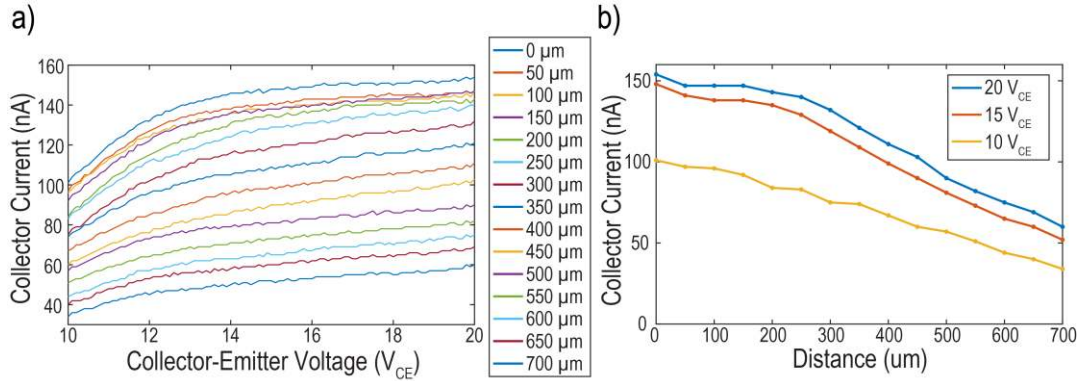 a)
Collector Current (nA)
160
140
120
100
80
60
40
10
12
14
16
18
20
Collector-Emitter Voltage (VCE)
0 µm
50 µm
100 µm
150 µm
200 µm
250 µm
300 µm
350 µm
400 µm
450 µm
500 µm
550 µm
600 µm
650 µm
700 µm
b)
Collector Current (nA)
150
100
50
0
0
100
200
300
400
500
600
700
Distance (um)
20 VCE
15 VCE
10 VCE